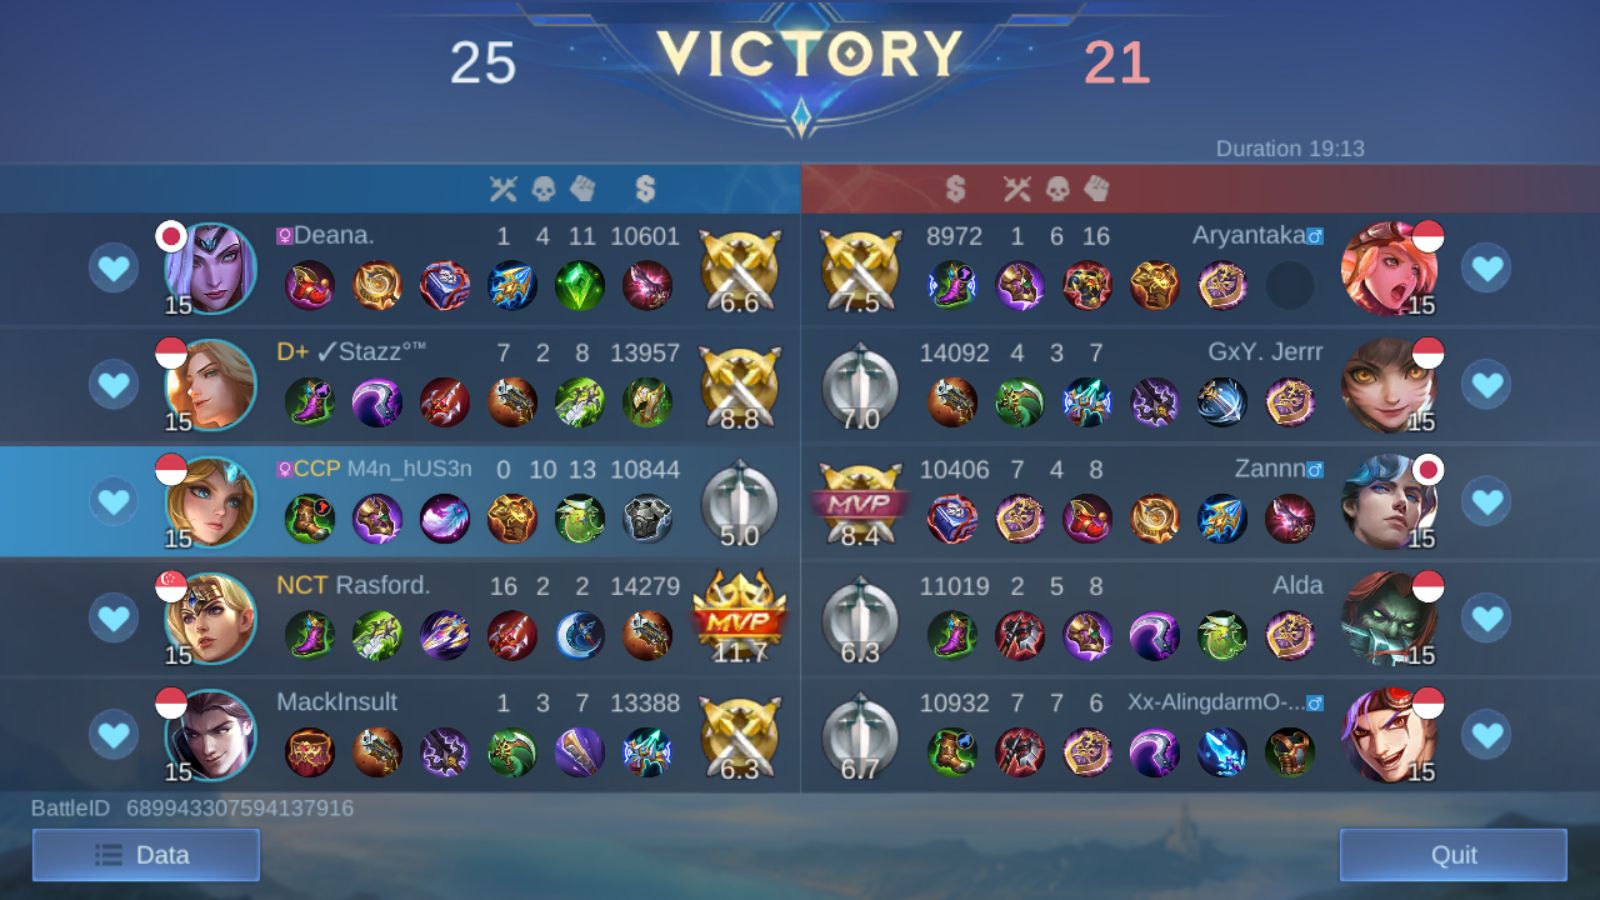 25 VICTORY 21
Duration 19:13
Deana. 1 4 11 10601 6.6 15
7.5 8972 1 6 16 Aryantaka 15
D+ ✓Stazz°™ 7 2 8 13957 8.8 15
7.0 14092 4 3 7 GxY. Jerrr 15
CCP M4n_hUS3n 0 10 13 10844 5.0 15
MVP 8.4 10406 7 4 8 Zannn 15
NCT Rasford. 16 2 2 14279 MVP 11.7 15
6.3 11019 2 5 8 Alda 15
MackInsult 1 3 7 13388 6.3 15
6.7 10932 7 7 6 Xx-AlingdarmO-... 15
BattleID 689943307594137916
Data
Quit